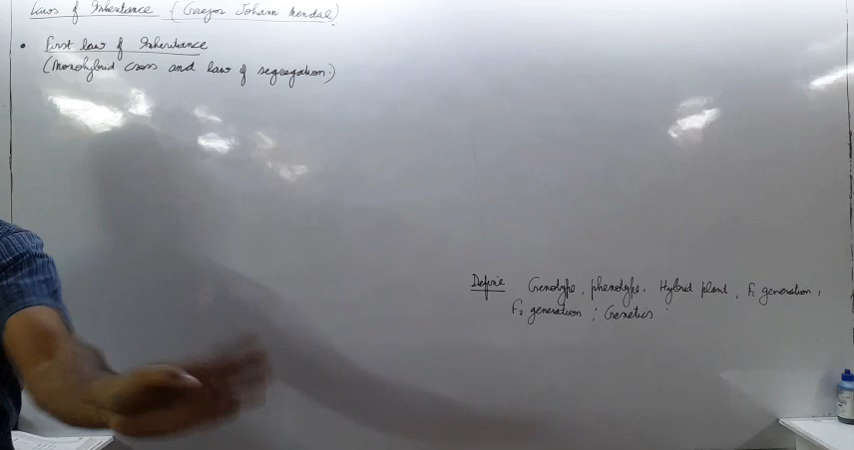 Laws of Inheritance (Gregor Johann Mendal)
• First law of Inheritance
(Monohybrid cross and law of segregation.)
Define Genotype, phenotype, Hybrid plant, F1 generation,
F2 generation, Genetics